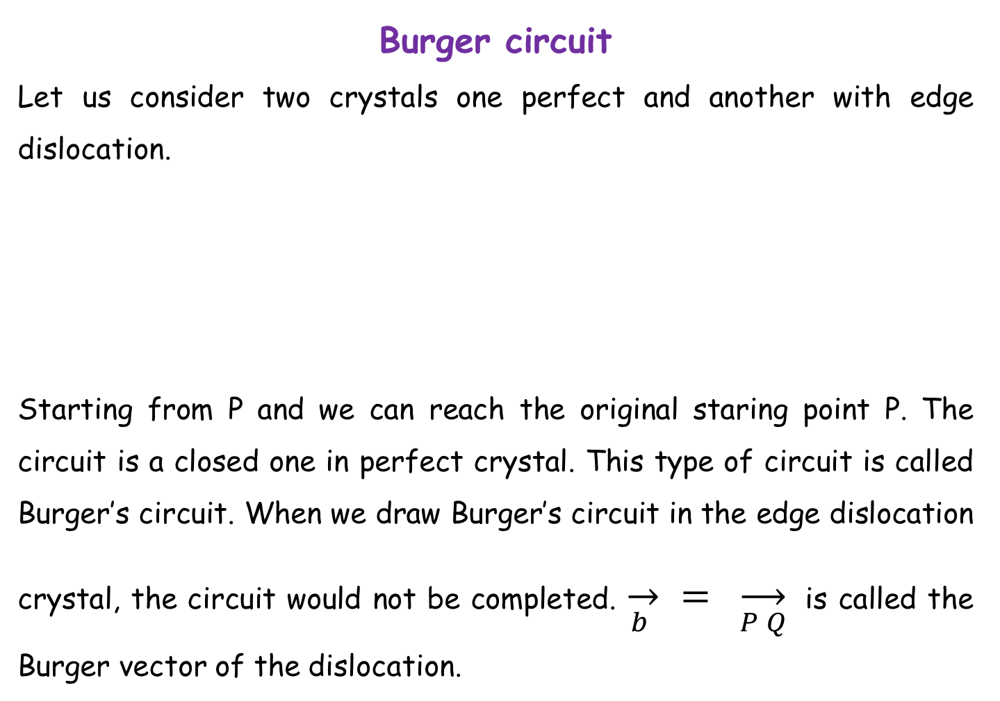 Burger circuit
Let us consider two crystals one perfect and another with edge
dislocation.
Starting from P and we can reach the original staring point P. The
circuit is a closed one in perfect crystal. This type of circuit is called
Burger’s circuit. When we draw Burger’s circuit in the edge dislocation
crystal, the circuit would not be completed. →b = →P Q is called the
Burger vector of the dislocation.